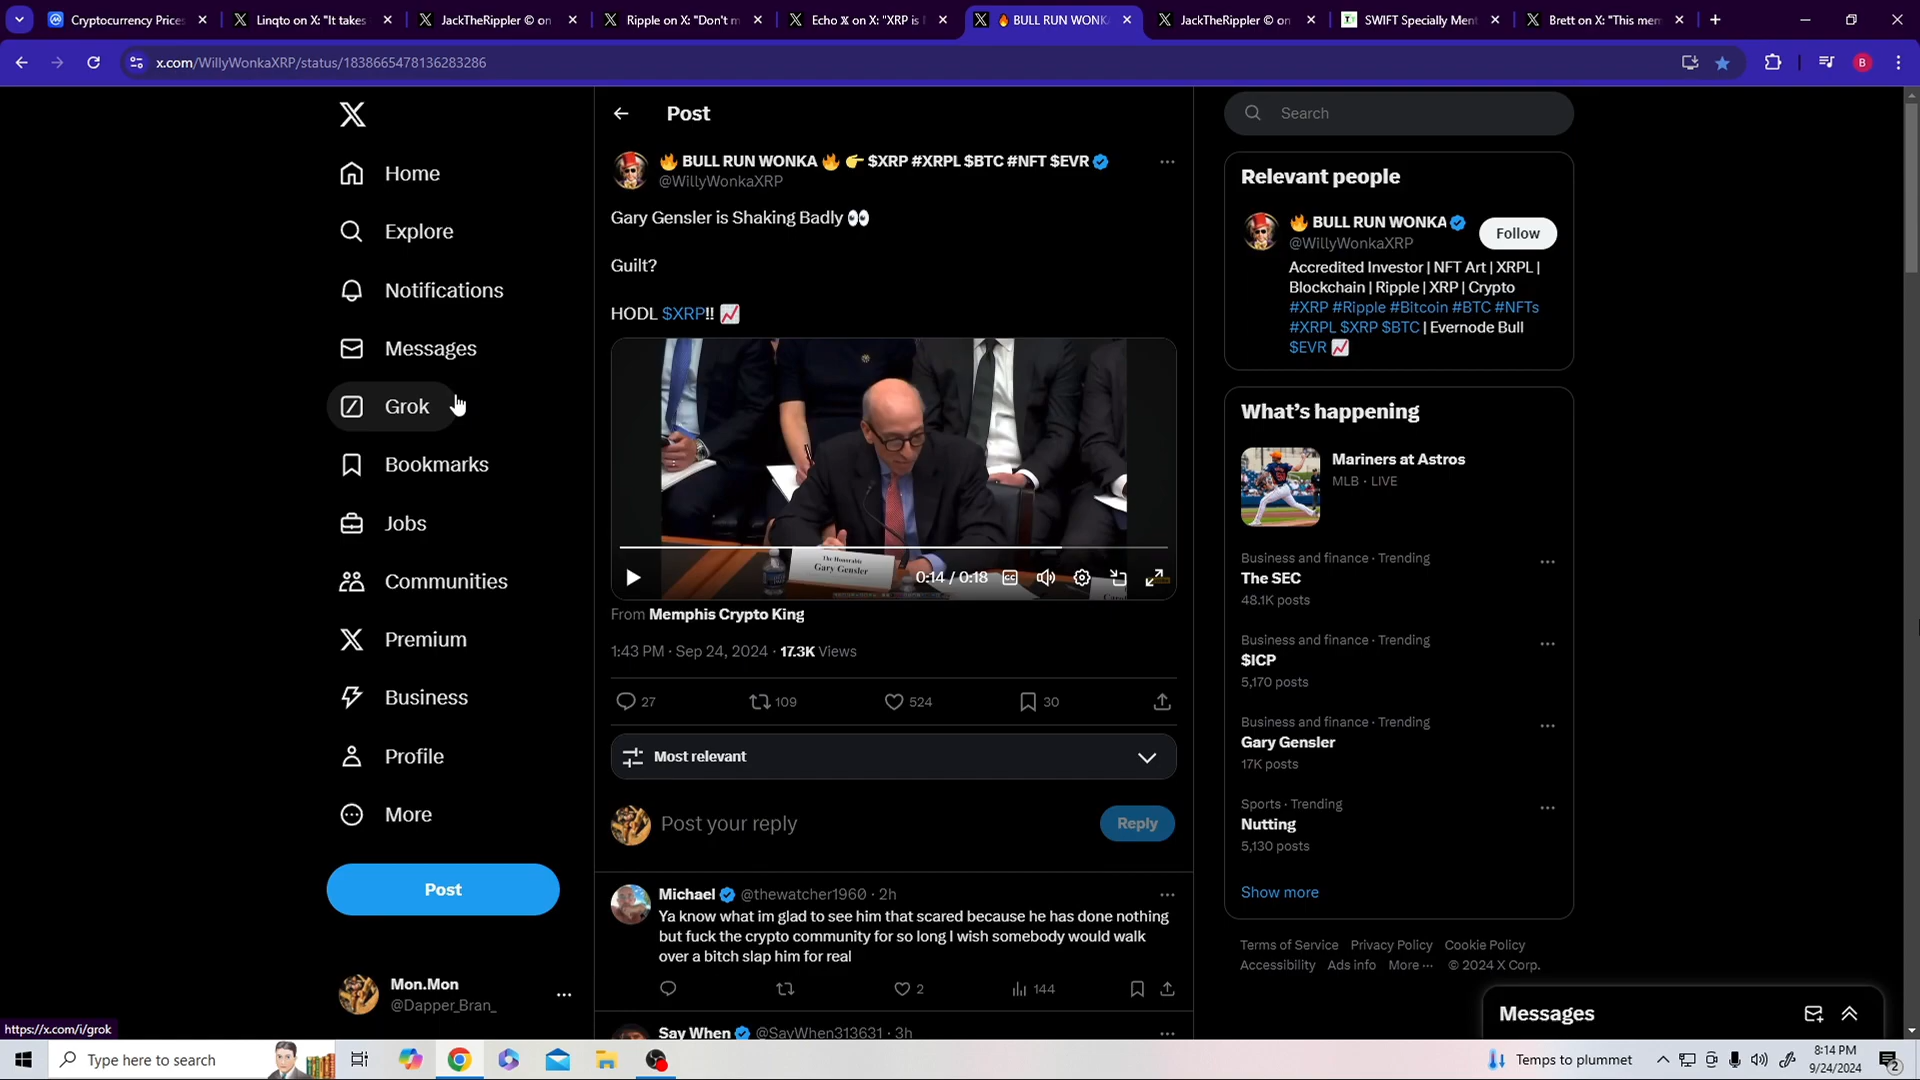 Cryptocurrency Prices
Linqto on X: "It takes
JackTheRippler © on
Ripple on X: "Don't m
Echo X on X: "XRP is
🔥 BULL RUN WONK
JackTheRippler © on
SWIFT Specially Ment
Brett on X: "This mem
x.com/WillyWonkaXRP/status/1838665478136283286
B
Home
Explore
Notifications
Messages
Grok
Bookmarks
Jobs
Communities
Premium
Business
Profile
More
Post
Mon.Mon
@Dapper_Bran_
https://x.com/i/grok
Post
🔥 BULL RUN WONKA 🔥 👉 $XRP #XRPL $BTC #NFT $EVR
@WillyWonkaXRP
Gary Gensler is Shaking Badly 👀
Guilt?
HODL $XRP!! 📈
The Honorable
Gary Gensler
0:14 / 0:18
From Memphis Crypto King
1:43 PM · Sep 24, 2024 · 17.3K Views
27
109
524
30
Most relevant
Post your reply
Reply
Michael @thewatcher1960 · 2h
Ya know what im glad to see him that scared because he has done nothing
but fuck the crypto community for so long I wish somebody would walk
over a bitch slap him for real
2
144
Say When @SayWhen313631 · 3h
Search
Relevant people
🔥 BULL RUN WONKA
@WillyWonkaXRP
Follow
Accredited Investor | NFT Art | XRPL |
Blockchain | Ripple | XRP | Crypto
#XRP #Ripple #Bitcoin #BTC #NFTs
#XRPL $XRP $BTC | Evernode Bull
$EVR 📈
What's happening
Mariners at Astros
MLB · LIVE
Business and finance · Trending
The SEC
48.1K posts
Business and finance · Trending
$ICP
5,170 posts
Business and finance · Trending
Gary Gensler
17K posts
Sports · Trending
Nutting
5,130 posts
Show more
Terms of Service Privacy Policy Cookie Policy
Accessibility Ads info More ··· © 2024 X Corp.
Messages
Type here to search
Temps to plummet
8:14 PM
9/24/2024
2